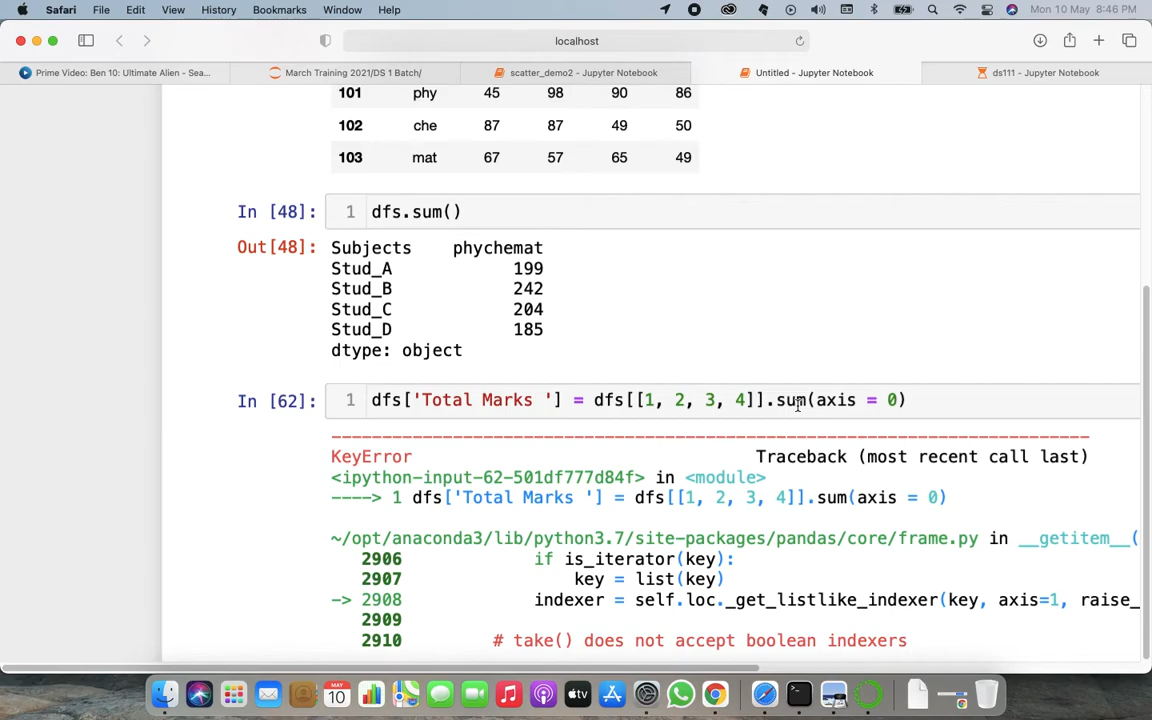 Safari File Edit View History Bookmarks Window Help Mon 10 May 8:46 PM
localhost
Prime Video: Ben 10: Ultimate Alien - Sea... March Training 2021/DS 1 Batch/ scatter_demo2 - Jupyter Notebook Untitled - Jupyter Notebook ds111 - Jupyter Notebook
101 phy 45 98 90 86
102 che 87 87 49 50
103 mat 67 57 65 49
In [48]: 1 dfs.sum()
Out[48]: Subjects phychemat
Stud_A 199
Stud_B 242
Stud_C 204
Stud_D 185
dtype: object
In [62]: 1 dfs['Total Marks '] = dfs[[1, 2, 3, 4]].sum(axis = 0)
---------------------------------------------------------------------------
KeyError Traceback (most recent call last)
<ipython-input-62-501df777d84f> in <module>
----> 1 dfs['Total Marks '] = dfs[[1, 2, 3, 4]].sum(axis = 0)
~/opt/anaconda3/lib/python3.7/site-packages/pandas/core/frame.py in __getitem__(
2906 if is_iterator(key):
2907 key = list(key)
-> 2908 indexer = self.loc._get_listlike_indexer(key, axis=1, raise_
2909
2910 # take() does not accept boolean indexers
MAY
10
tv